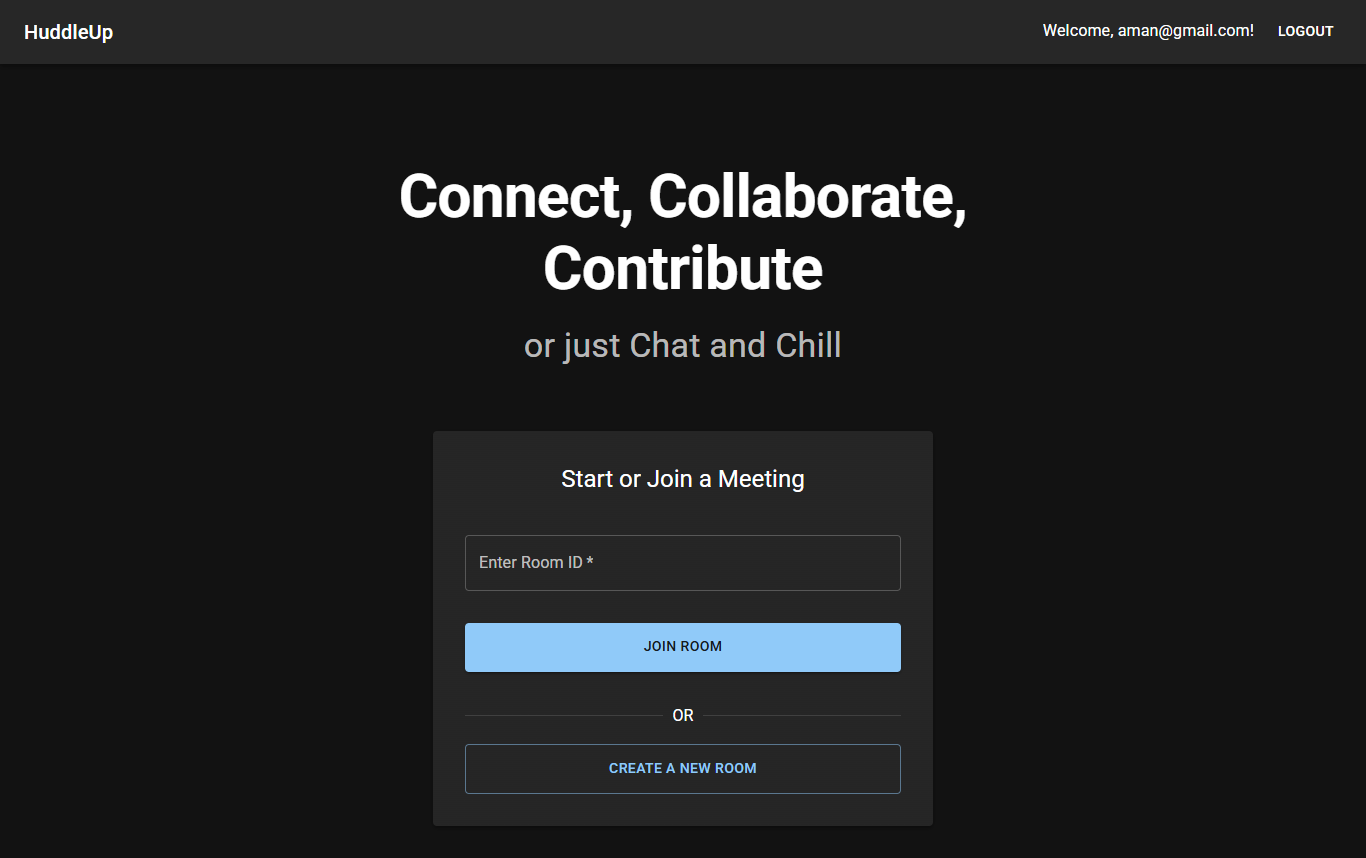 HuddleUp
Welcome, aman@gmail.com!
LOGOUT
Connect, Collaborate,
Contribute
or just Chat and Chill
Start or Join a Meeting
Enter Room ID *
JOIN ROOM
OR
CREATE A NEW ROOM